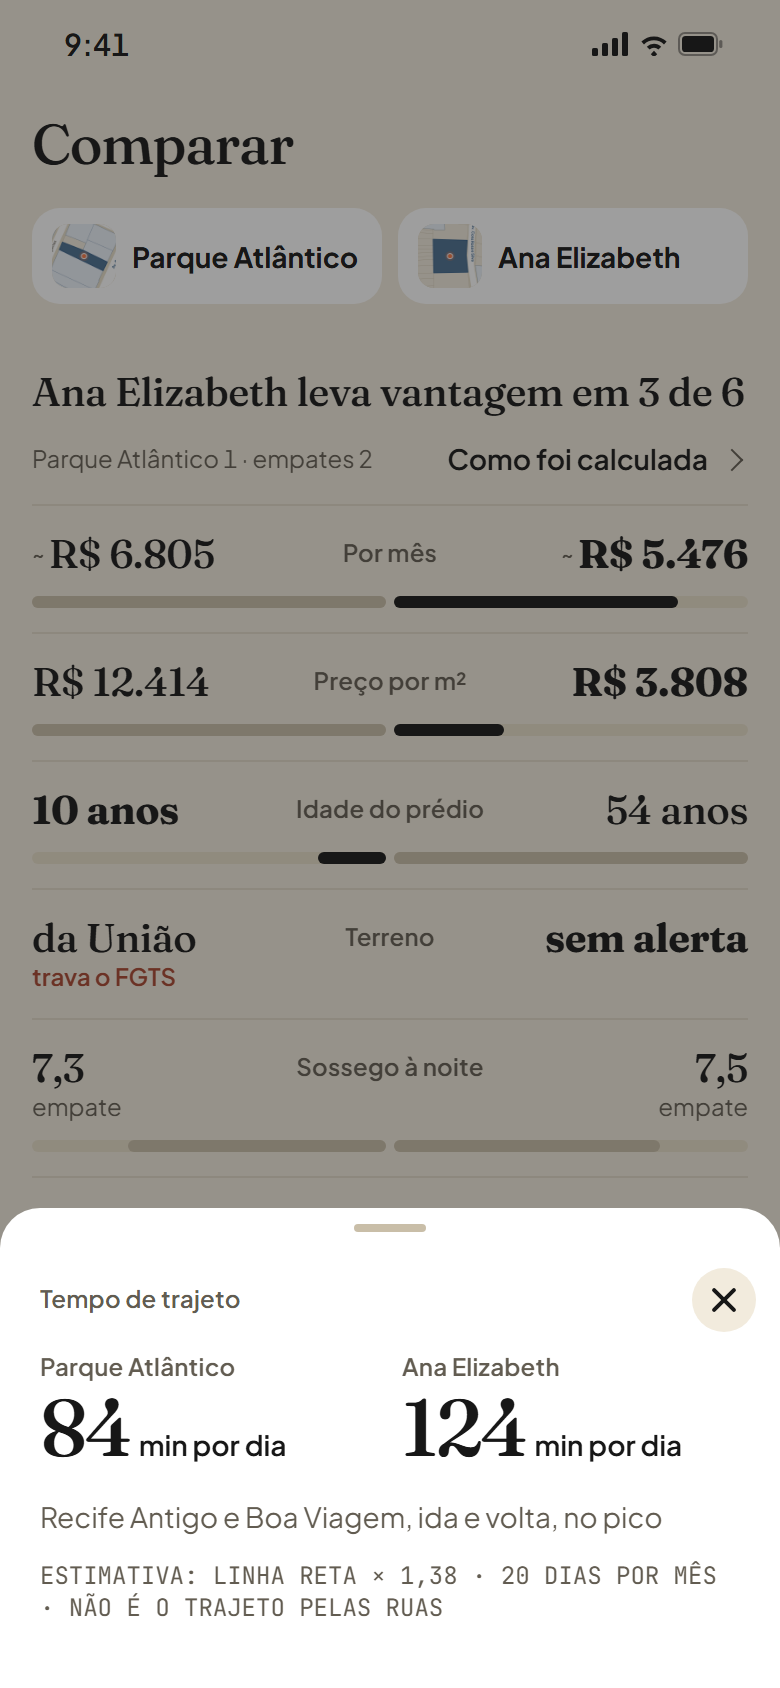 9:41
Comparar
Parque Atlântico
Ana Elizabeth
Ana Elizabeth leva vantagem em 3 de 6
Parque Atlântico 1 · empates 2
Como foi calculada
~ R$ 6.805 Por mês ~ R$ 5.476
R$ 12.414 Preço por m² R$ 3.808
10 anos Idade do prédio 54 anos
da União Terreno sem alerta
trava o FGTS
7,3 Sossego à noite 7,5
empate empate
Tempo de trajeto
Parque Atlântico Ana Elizabeth
84 min por dia 124 min por dia
Recife Antigo e Boa Viagem, ida e volta, no pico
ESTIMATIVA: LINHA RETA × 1,38 · 20 DIAS POR MÊS
· NÃO É O TRAJETO PELAS RUAS